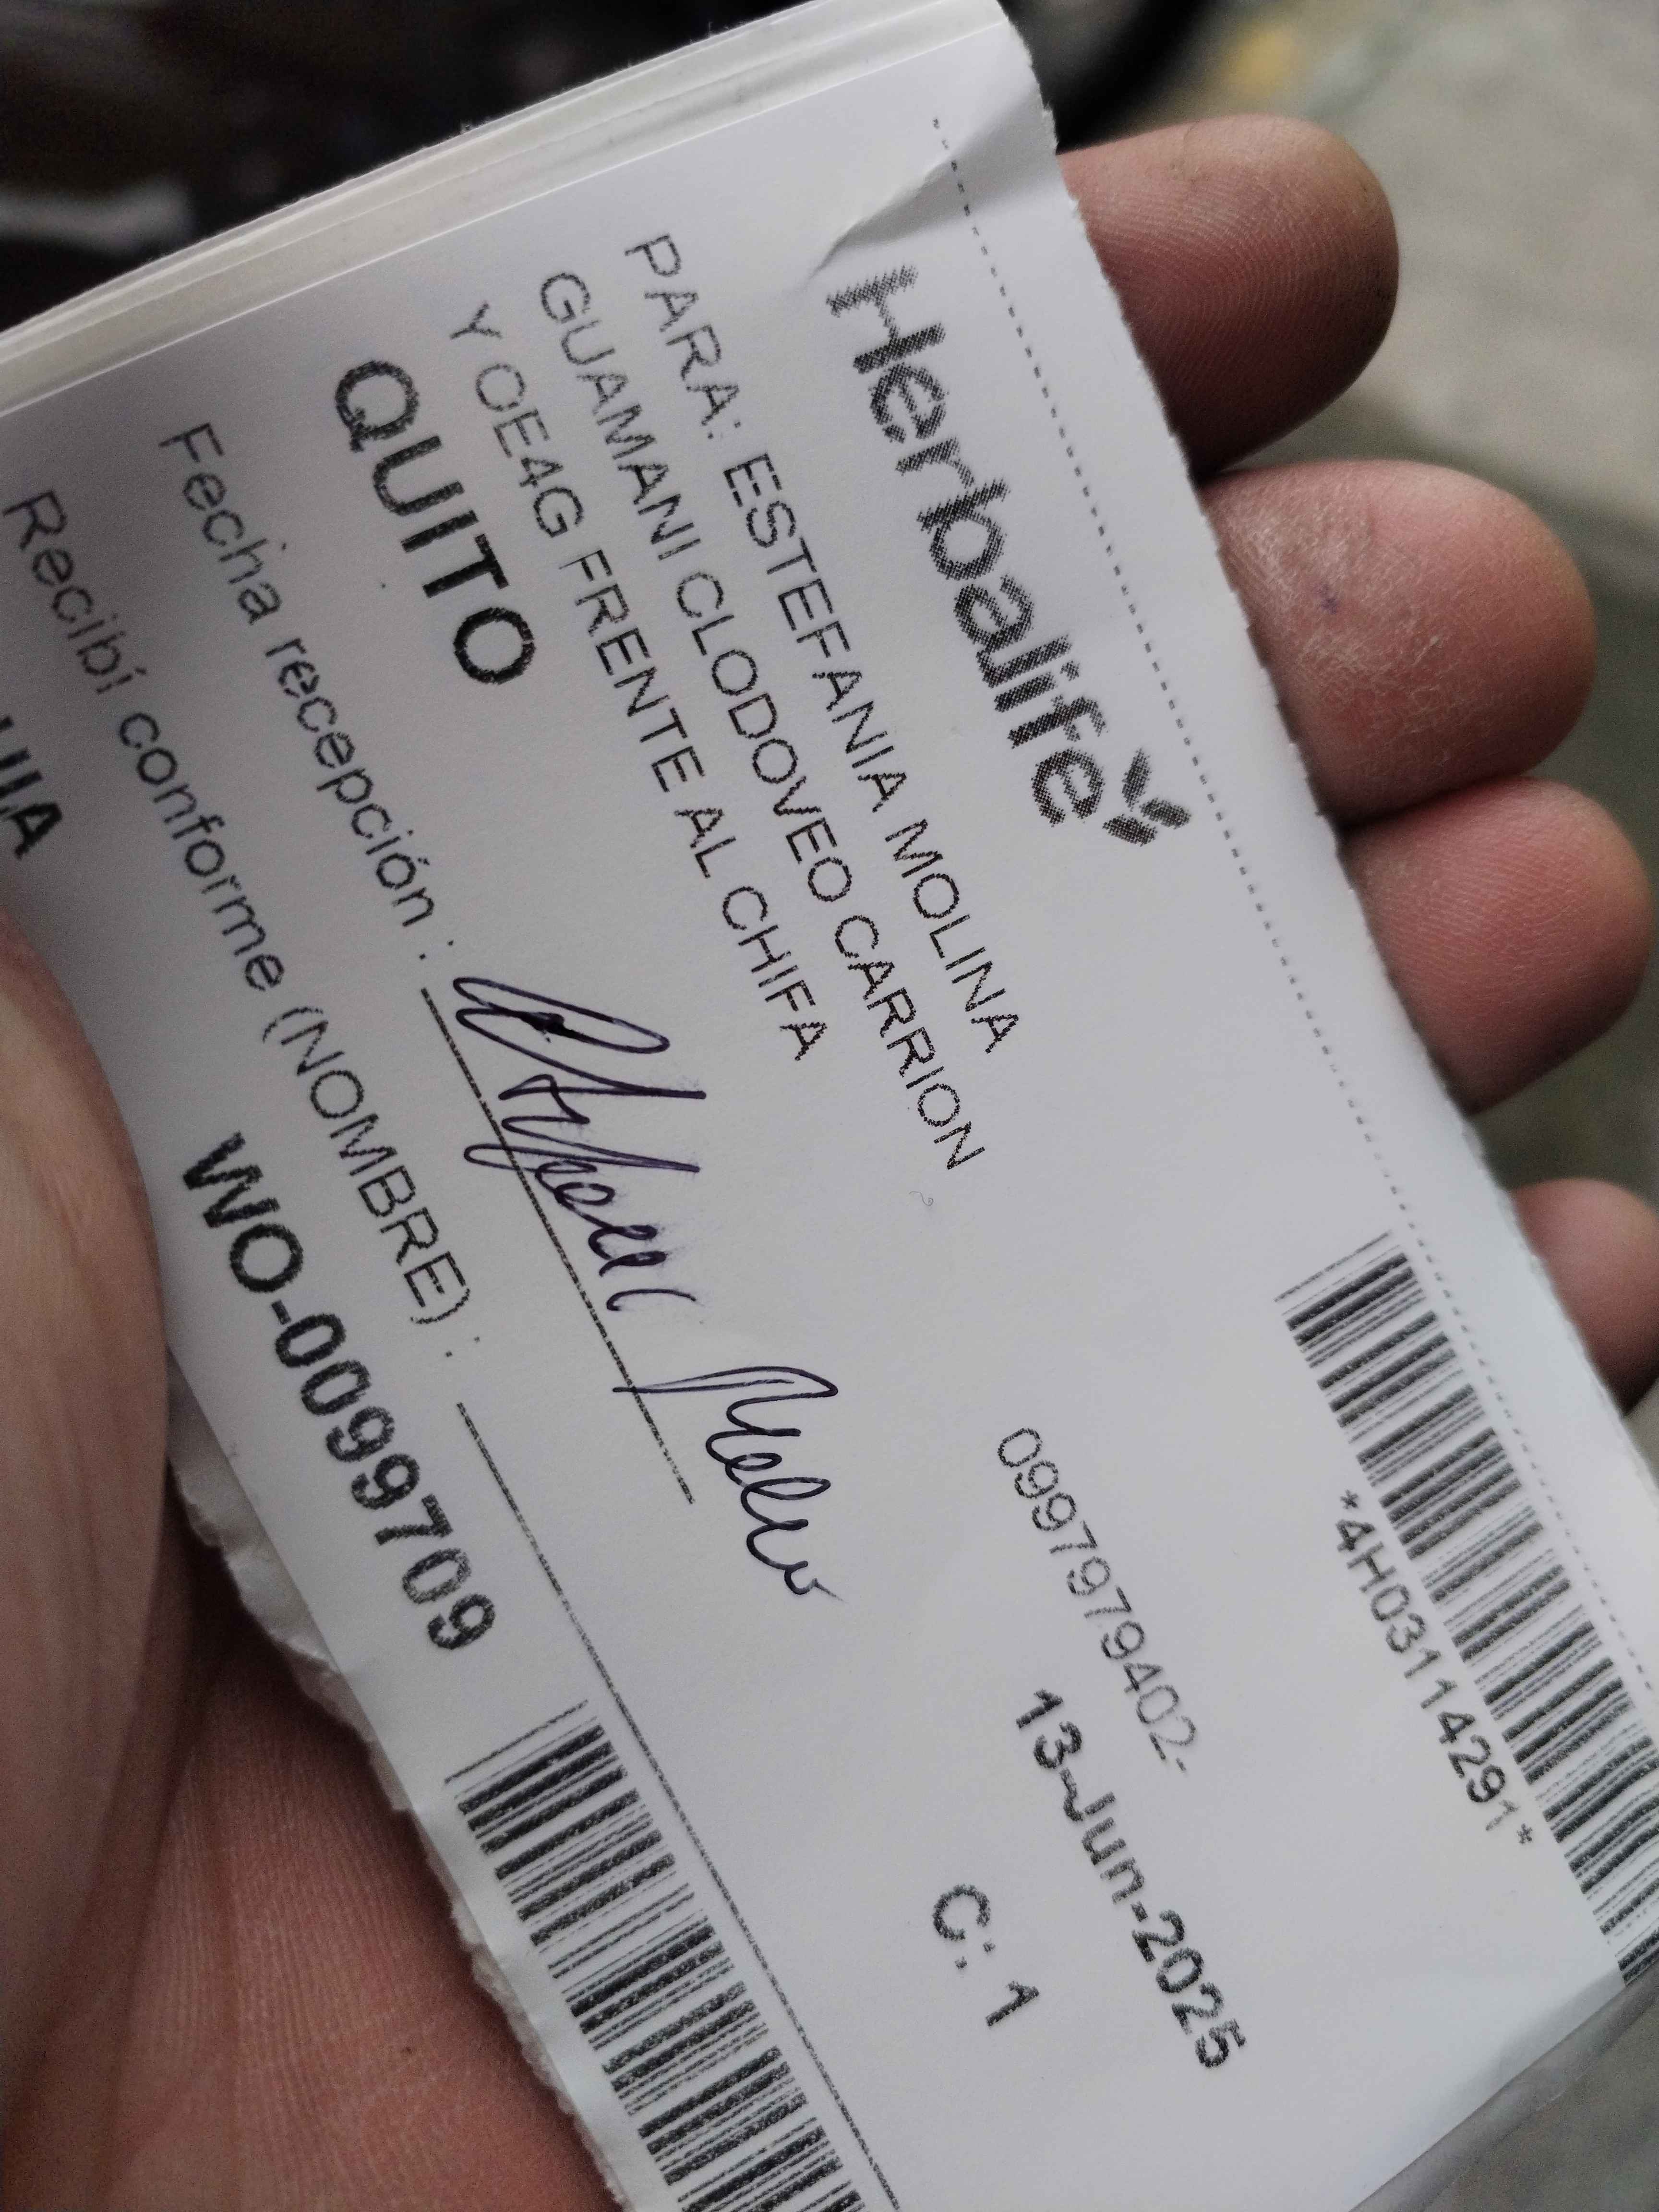 *4H03114291*
Herbalife
PARA: ESTEFANIA MOLINA
0997979402-
GUAMANI CLODOVEO CARRION
13-Jun-2025
Y OE4G FRENTE AL CHIFA
C: 1
QUITO
Fecha recepción :
Recibí conforme (NOMBRE) :
WO-0099709